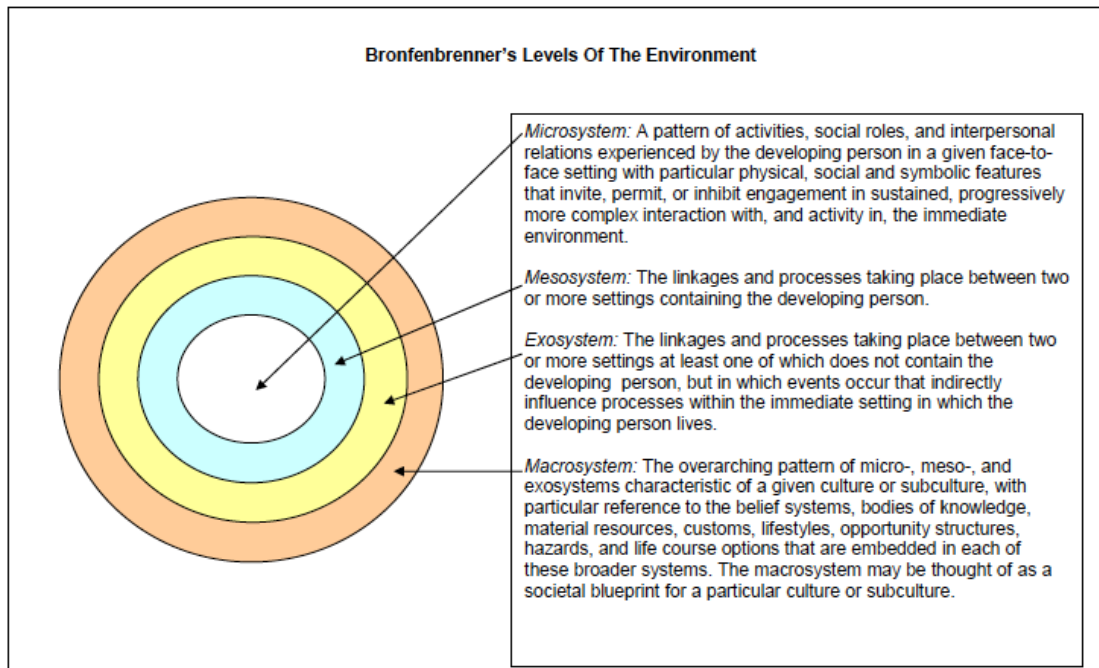 Bronfenbrenner's Levels Of The Environment
Microsystem: A pattern of activities, social roles, and interpersonal
relations experienced by the developing person in a given face-to-
face setting with particular physical, social and symbolic features
that invite, permit, or inhibit engagement in sustained, progressively
more complex interaction with, and activity in, the immediate
environment.
Mesosystem: The linkages and processes taking place between two
or more settings containing the developing person.
Exosystem: The linkages and processes taking place between two
or more settings at least one of which does not contain the
developing person, but in which events occur that indirectly
influence processes within the immediate setting in which the
developing person lives.
Macrosystem: The overarching pattern of micro-, meso-, and
exosystems characteristic of a given culture or subculture, with
particular reference to the belief systems, bodies of knowledge,
material resources, customs, lifestyles, opportunity structures,
hazards, and life course options that are embedded in each of
these broader systems. The macrosystem may be thought of as a
societal blueprint for a particular culture or subculture.